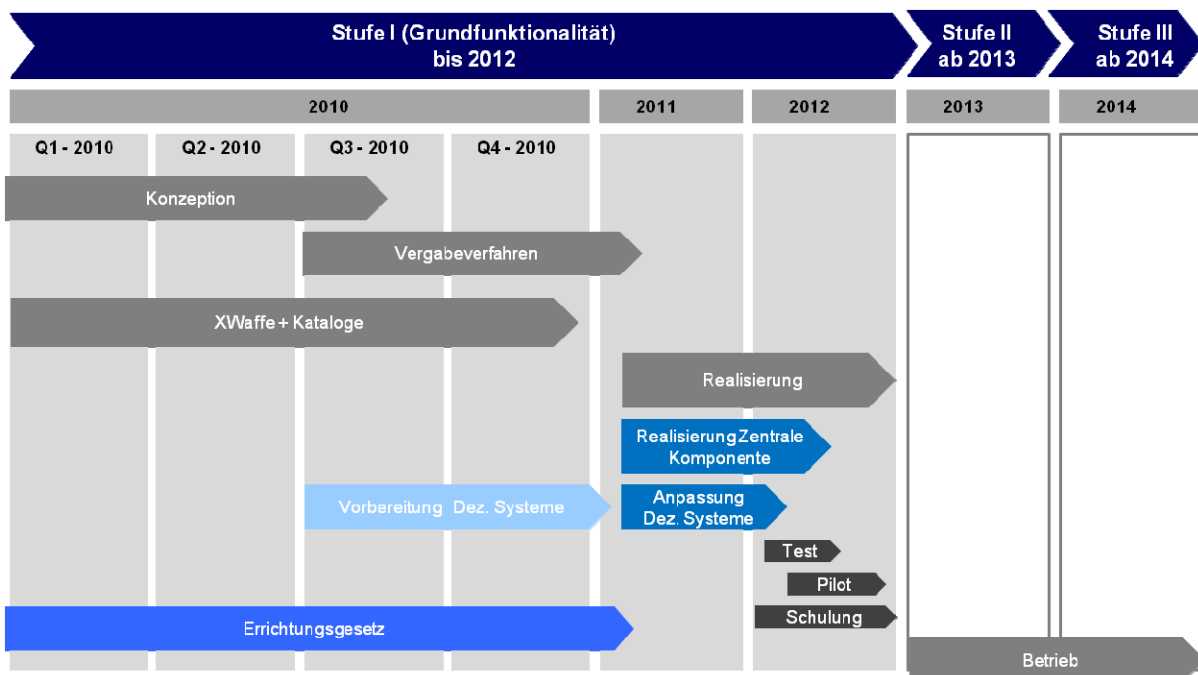 Stufe I (Grundfunktionalität)
bis 2012
Stufe II
ab 2013
Stufe III
ab 2014
2010
2011
2012
2013
2014
Q1 - 2010
Q2 - 2010
Q3 - 2010
Q4 - 2010
Konzeption
Vergabeverfahren
XWaffe + Kataloge
Realisierung
Realisierung Zentrale
Komponente
Vorbereitung Dez. Systeme
Anpassung
Dez. Systeme
Test
Pilot
Schulung
Errichtungsgesetz
Betrieb